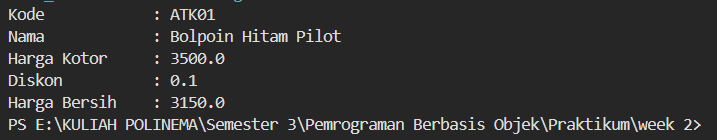 Kode : ATK01
Nama : Bolpoin Hitam Pilot
Harga Kotor : 3500.0
Diskon : 0.1
Harga Bersih : 3150.0
PS E:\KULIAH POLINEMA\Semester 3\Pemrograman Berbasis Objek\Praktikum\week 2>